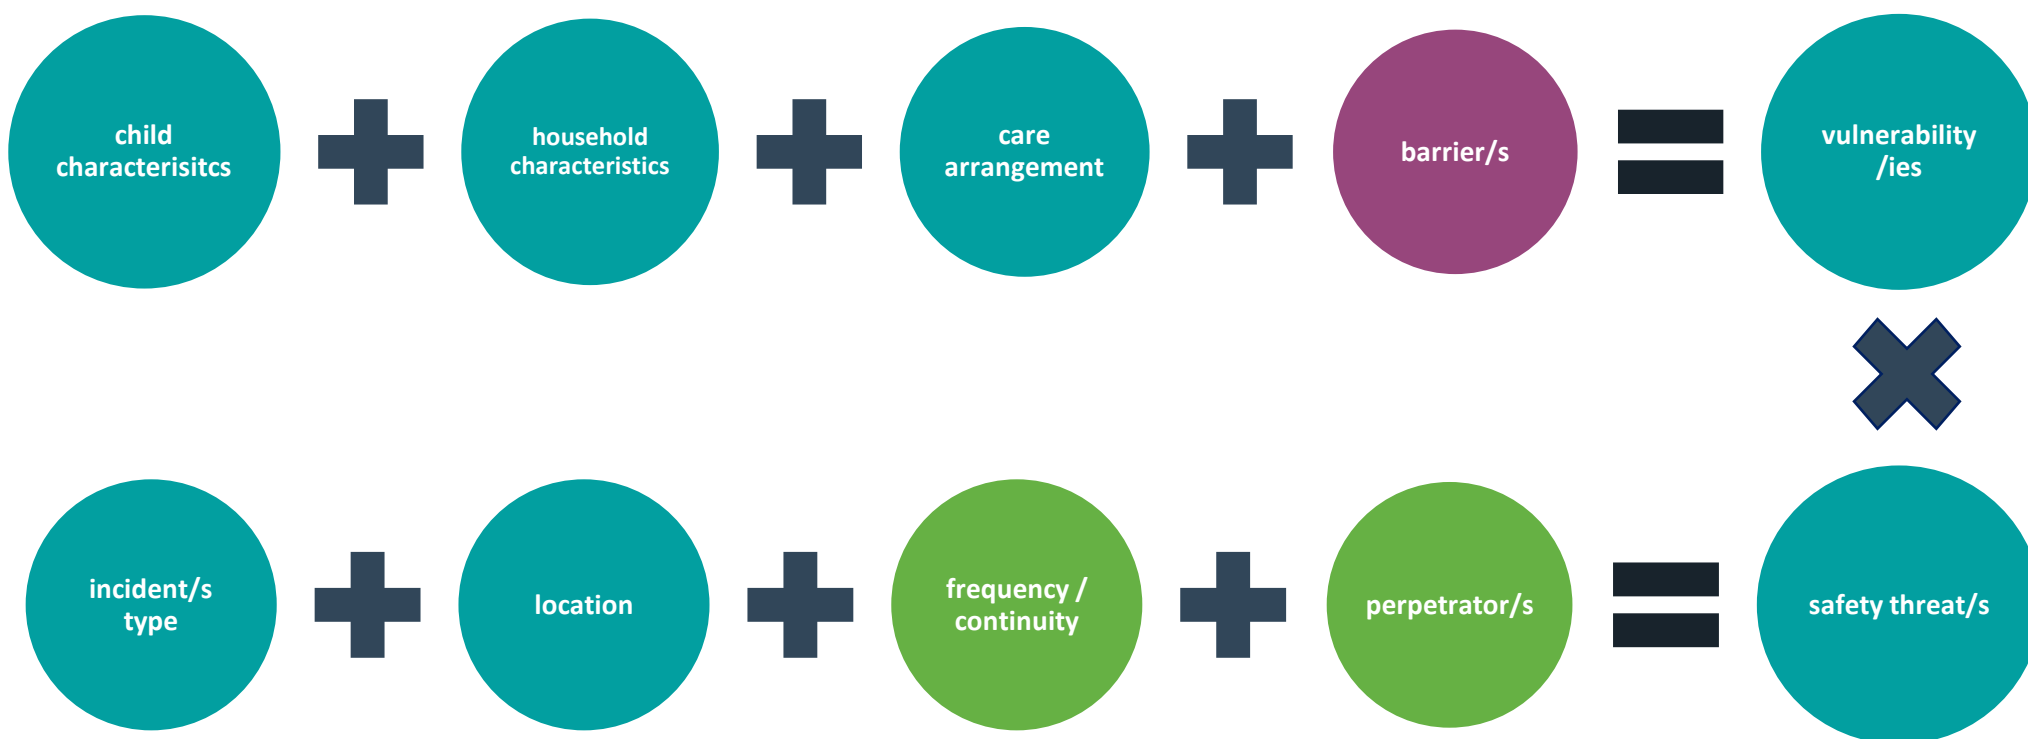 child
characterisitcs
household
characteristics
care
arrangement
barrier/s
vulnerability
/ies
incident/s
type
location
frequency /
continuity
perpetrator/s
safety threat/s